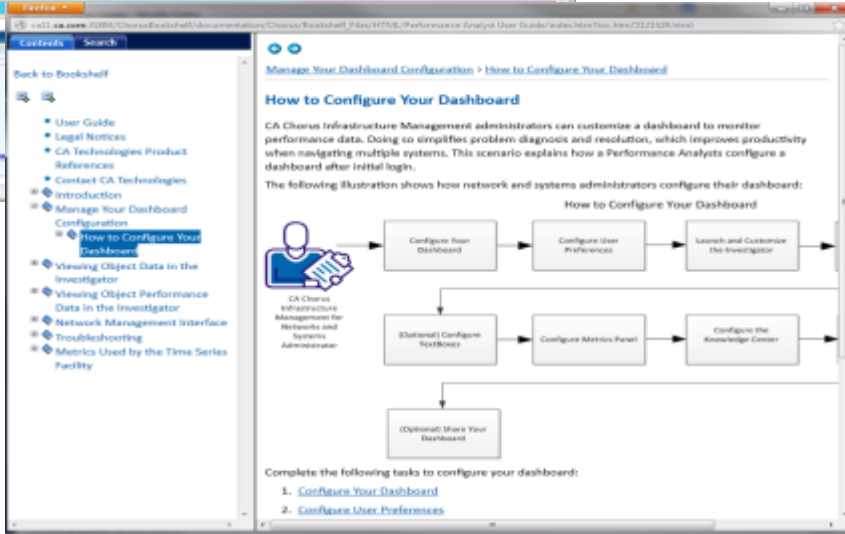 Firefox
Contents Search
Back to Bookshelf
User Guide
Legal Notices
CA Technologies Product
References
Contact CA Technologies
Introduction
Manage Your Dashboard
Configuration
How to Configure Your
Dashboard
Viewing Object Data in the
Investigator
Viewing Object Performance
Data in the Investigator
Network Management Interface
Troubleshooting
Metrics Used by the Time Series
Facility
Manage Your Dashboard Configuration > How to Configure Your Dashboard
How to Configure Your Dashboard
CA Chorus Infrastructure Management administrators can customize a dashboard to monitor
performance data. Doing so simplifies problem diagnosis and resolution, which improves productivity
when navigating multiple systems. This scenario explains how a Performance Analysts configure a
dashboard after initial login.
The following illustration shows how network and systems administrators configure their dashboard:
How to Configure Your Dashboard
Configure Your
Dashboard
Configure User
Preferences
Launch and Customize
the Investigator
CA Chorus
Infrastructure
Management for
Networks and
Systems
Administrator
(Optional) Configure
TextBoxes
Configure Metrics Panel
Configure the
Knowledge Center
(Optional) Share Your
Dashboard
Complete the following tasks to configure your dashboard:
1. Configure Your Dashboard
2. Configure User Preferences